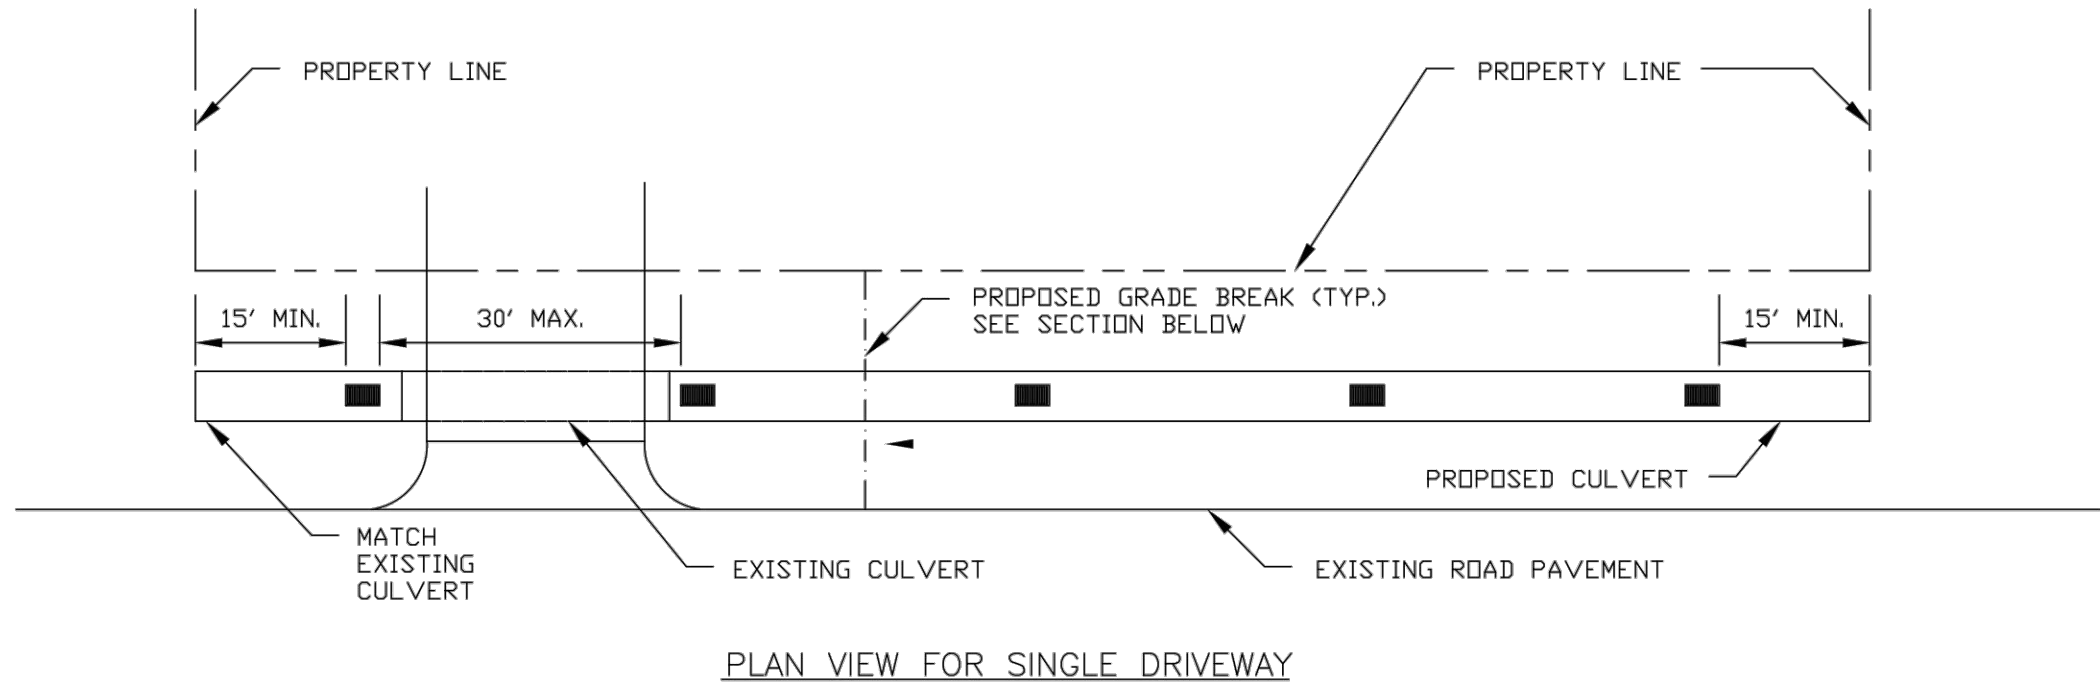 PROPERTY LINE
PROPERTY LINE
15' MIN.
30' MAX.
PROPOSED GRADE BREAK (TYP.)
SEE SECTION BELOW
15' MIN.
PROPOSED CULVERT
MATCH
EXISTING
CULVERT
EXISTING CULVERT
EXISTING ROAD PAVEMENT
PLAN VIEW FOR SINGLE DRIVEWAY